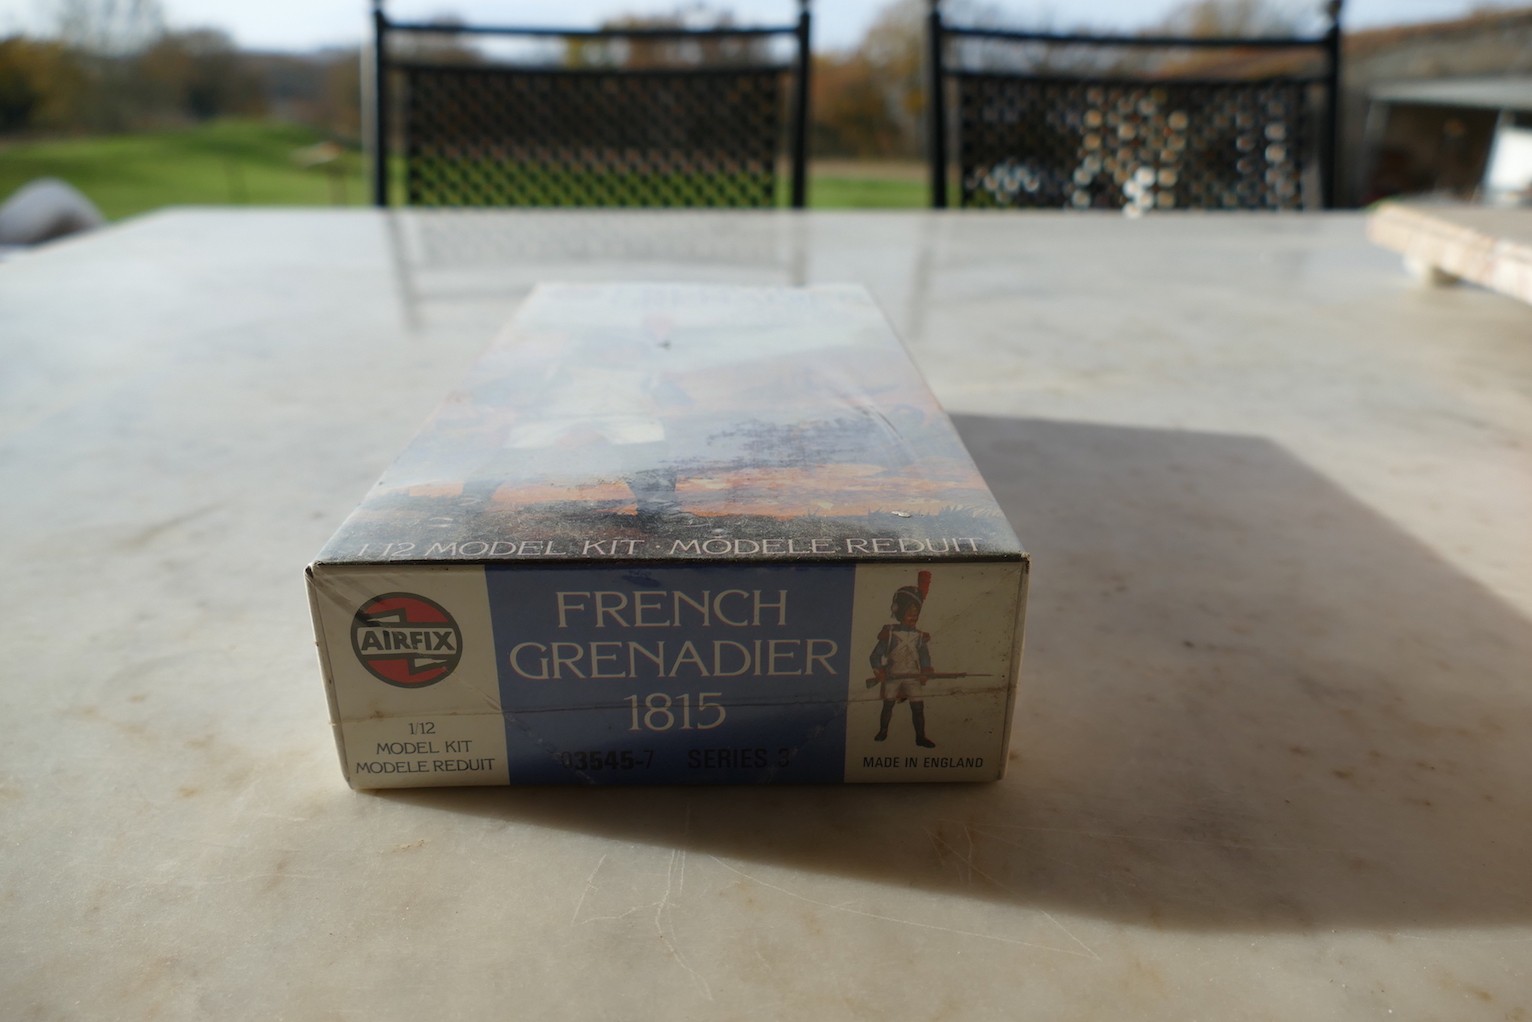 1/12 MODEL KIT · MODELE REDUIT
AIRFIX
1/12
MODEL KIT
MODELE REDUIT
FRENCH
GRENADIER
1815
03545-7 SERIES 3
MADE IN ENGLAND